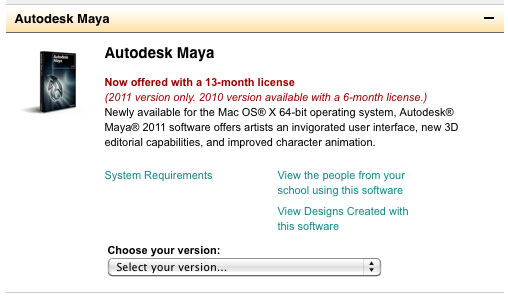 Autodesk Maya
Autodesk
Maya
Autodesk Maya
Now offered with a 13-month license
(2011 version only. 2010 version available with a 6-month license.)
Newly available for the Mac OS® X 64-bit operating system, Autodesk®
Maya® 2011 software offers artists an invigorated user interface, new 3D
editorial capabilities, and improved character animation.
System Requirements
View the people from your
school using this software
View Designs Created with
this software
Choose your version:
Select your version...